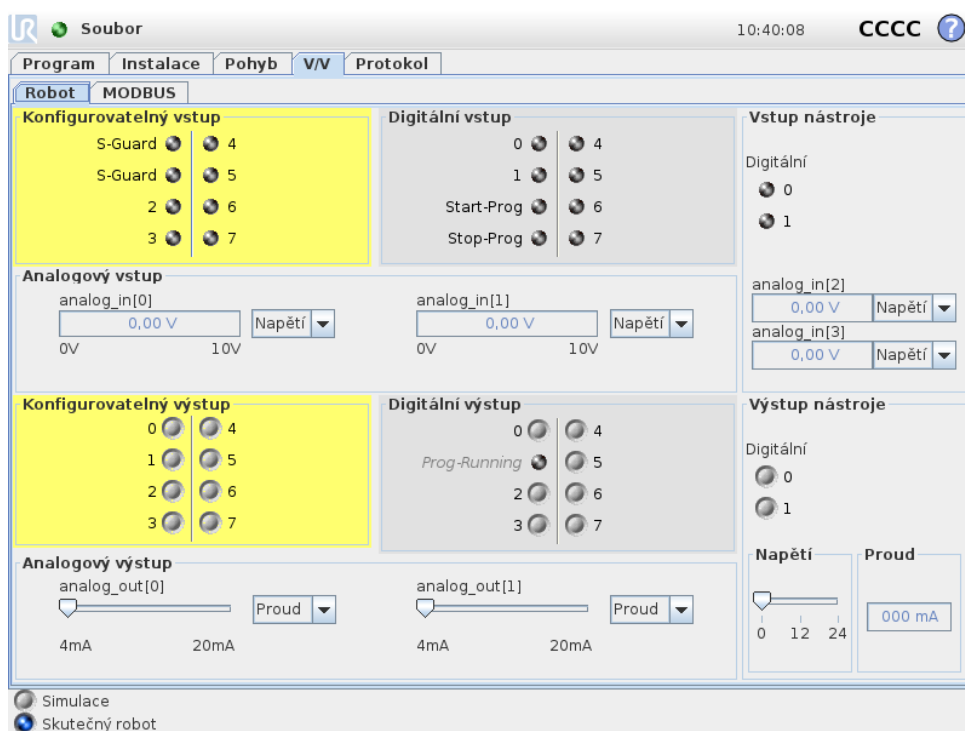 UR Soubor 10:40:08 CCCC ?
Program Instalace Pohyb V/V Protokol
Robot MODBUS
Konfigurovatelný vstup
S-Guard 4
S-Guard 5
2 6
3 7
Digitální vstup
0 4
1 5
Start-Prog 6
Stop-Prog 7
Vstup nástroje
Digitální
0
1
analog_in[2]
0,00 V Napětí
analog_in[3]
0,00 V Napětí
Analogový vstup
analog_in[0]
0,00 V Napětí
0V 10V
analog_in[1]
0,00 V Napětí
0V 10V
Konfigurovatelný výstup
0 4
1 5
2 6
3 7
Digitální výstup
0 4
Prog-Running 5
2 6
3 7
Výstup nástroje
Digitální
0
1
Napětí
0 12 24
Proud
000 mA
Analogový výstup
analog_out[0]
Proud
4mA 20mA
analog_out[1]
Proud
4mA 20mA
Simulace
Skutečný robot